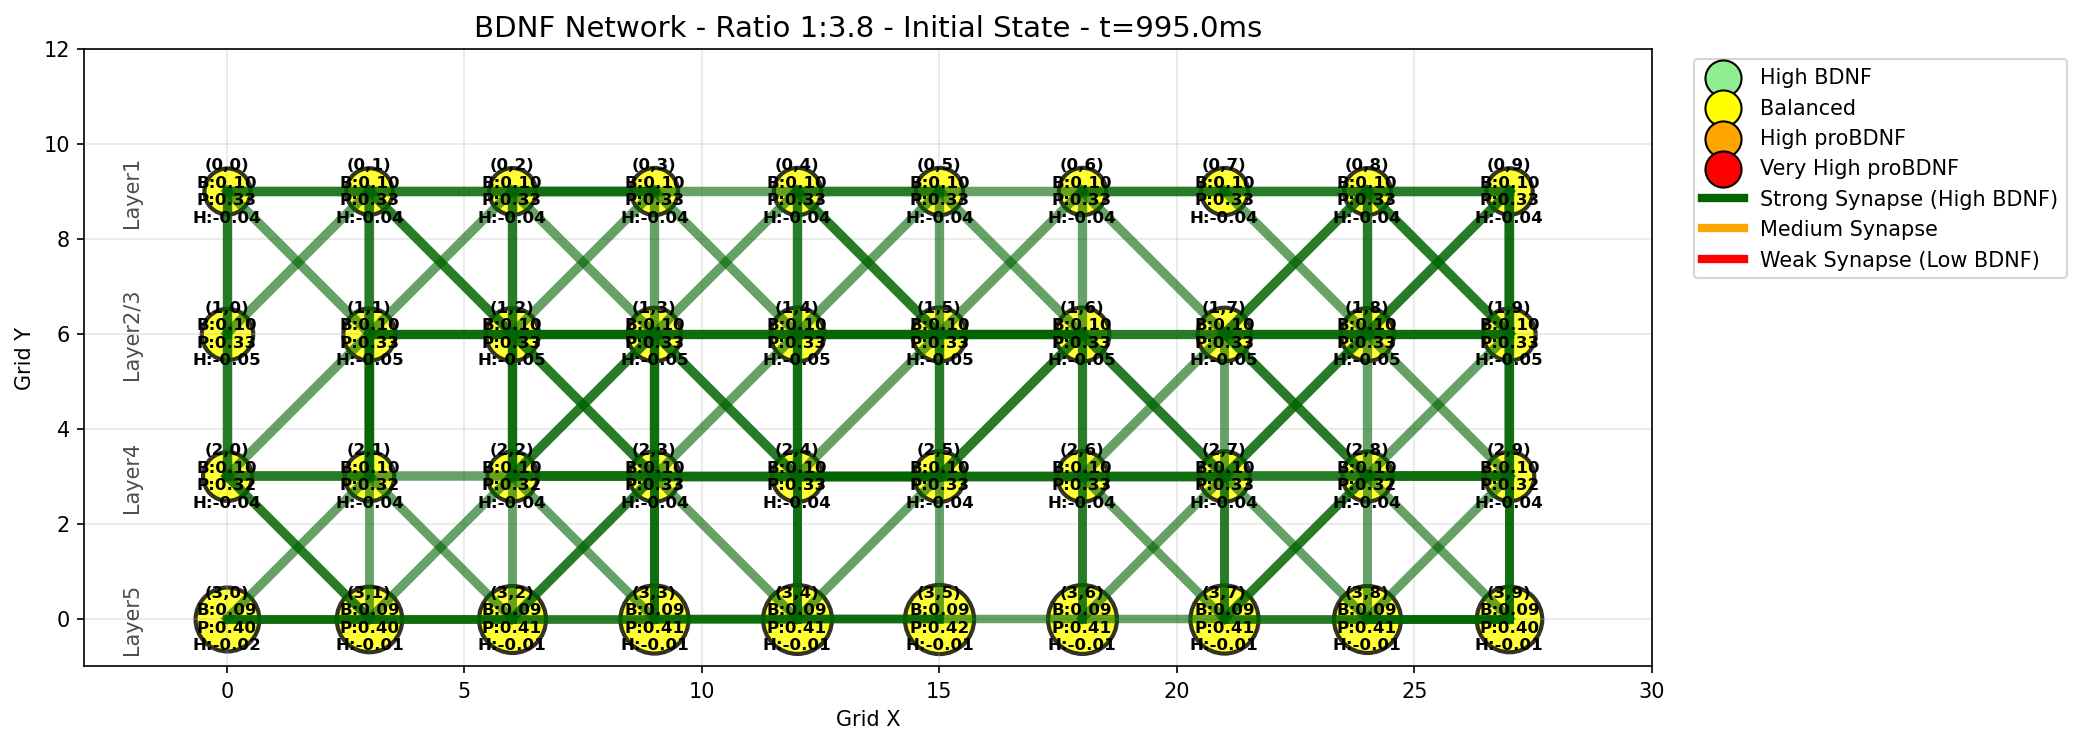 BDNF Network - Ratio 1:3.8 - Initial State - t=995.0ms
12
10
8
6
4
2
0
Grid Y
Layer1
Layer2/3
Layer4
Layer5
(0,0) (0,1) (0,2) (0,3) (0,4) (0,5) (0,6) (0,7) (0,8) (0,9)
B:0.10 B:0.10 B:0.10 B:0.10 B:0.10 B:0.10 B:0.10 B:0.10 B:0.10 B:0.10
P:0.33 P:0.33 P:0.33 P:0.33 P:0.33 P:0.33 P:0.33 P:0.33 P:0.33 P:0.33
H:-0.04 H:-0.04 H:-0.04 H:-0.04 H:-0.04 H:-0.04 H:-0.04 H:-0.04 H:-0.04 H:-0.04
(1,0) (1,1) (1,2) (1,3) (1,4) (1,5) (1,6) (1,7) (1,8) (1,9)
B:0.10 B:0.10 B:0.10 B:0.10 B:0.10 B:0.10 B:0.10 B:0.10 B:0.10 B:0.10
P:0.33 P:0.33 P:0.33 P:0.33 P:0.33 P:0.33 P:0.33 P:0.33 P:0.33 P:0.33
H:-0.05 H:-0.05 H:-0.05 H:-0.05 H:-0.05 H:-0.05 H:-0.05 H:-0.05 H:-0.05 H:-0.05
(2,0) (2,1) (2,2) (2,3) (2,4) (2,5) (2,6) (2,7) (2,8) (2,9)
B:0.10 B:0.10 B:0.10 B:0.10 B:0.10 B:0.10 B:0.10 B:0.10 B:0.10 B:0.10
P:0.32 P:0.32 P:0.32 P:0.33 P:0.33 P:0.33 P:0.33 P:0.33 P:0.32 P:0.32
H:-0.04 H:-0.04 H:-0.04 H:-0.04 H:-0.04 H:-0.04 H:-0.04 H:-0.04 H:-0.04 H:-0.04
(3,0) (3,1) (3,2) (3,3) (3,4) (3,5) (3,6) (3,7) (3,8) (3,9)
B:0.09 B:0.09 B:0.09 B:0.09 B:0.09 B:0.09 B:0.09 B:0.09 B:0.09 B:0.09
P:0.40 P:0.40 P:0.41 P:0.41 P:0.41 P:0.42 P:0.41 P:0.41 P:0.41 P:0.40
H:-0.02 H:-0.01 H:-0.01 H:-0.01 H:-0.01 H:-0.01 H:-0.01 H:-0.01 H:-0.01 H:-0.01
0 5 10 15 20 25 30
Grid X
High BDNF
Balanced
High proBDNF
Very High proBDNF
Strong Synapse (High BDNF)
Medium Synapse
Weak Synapse (Low BDNF)